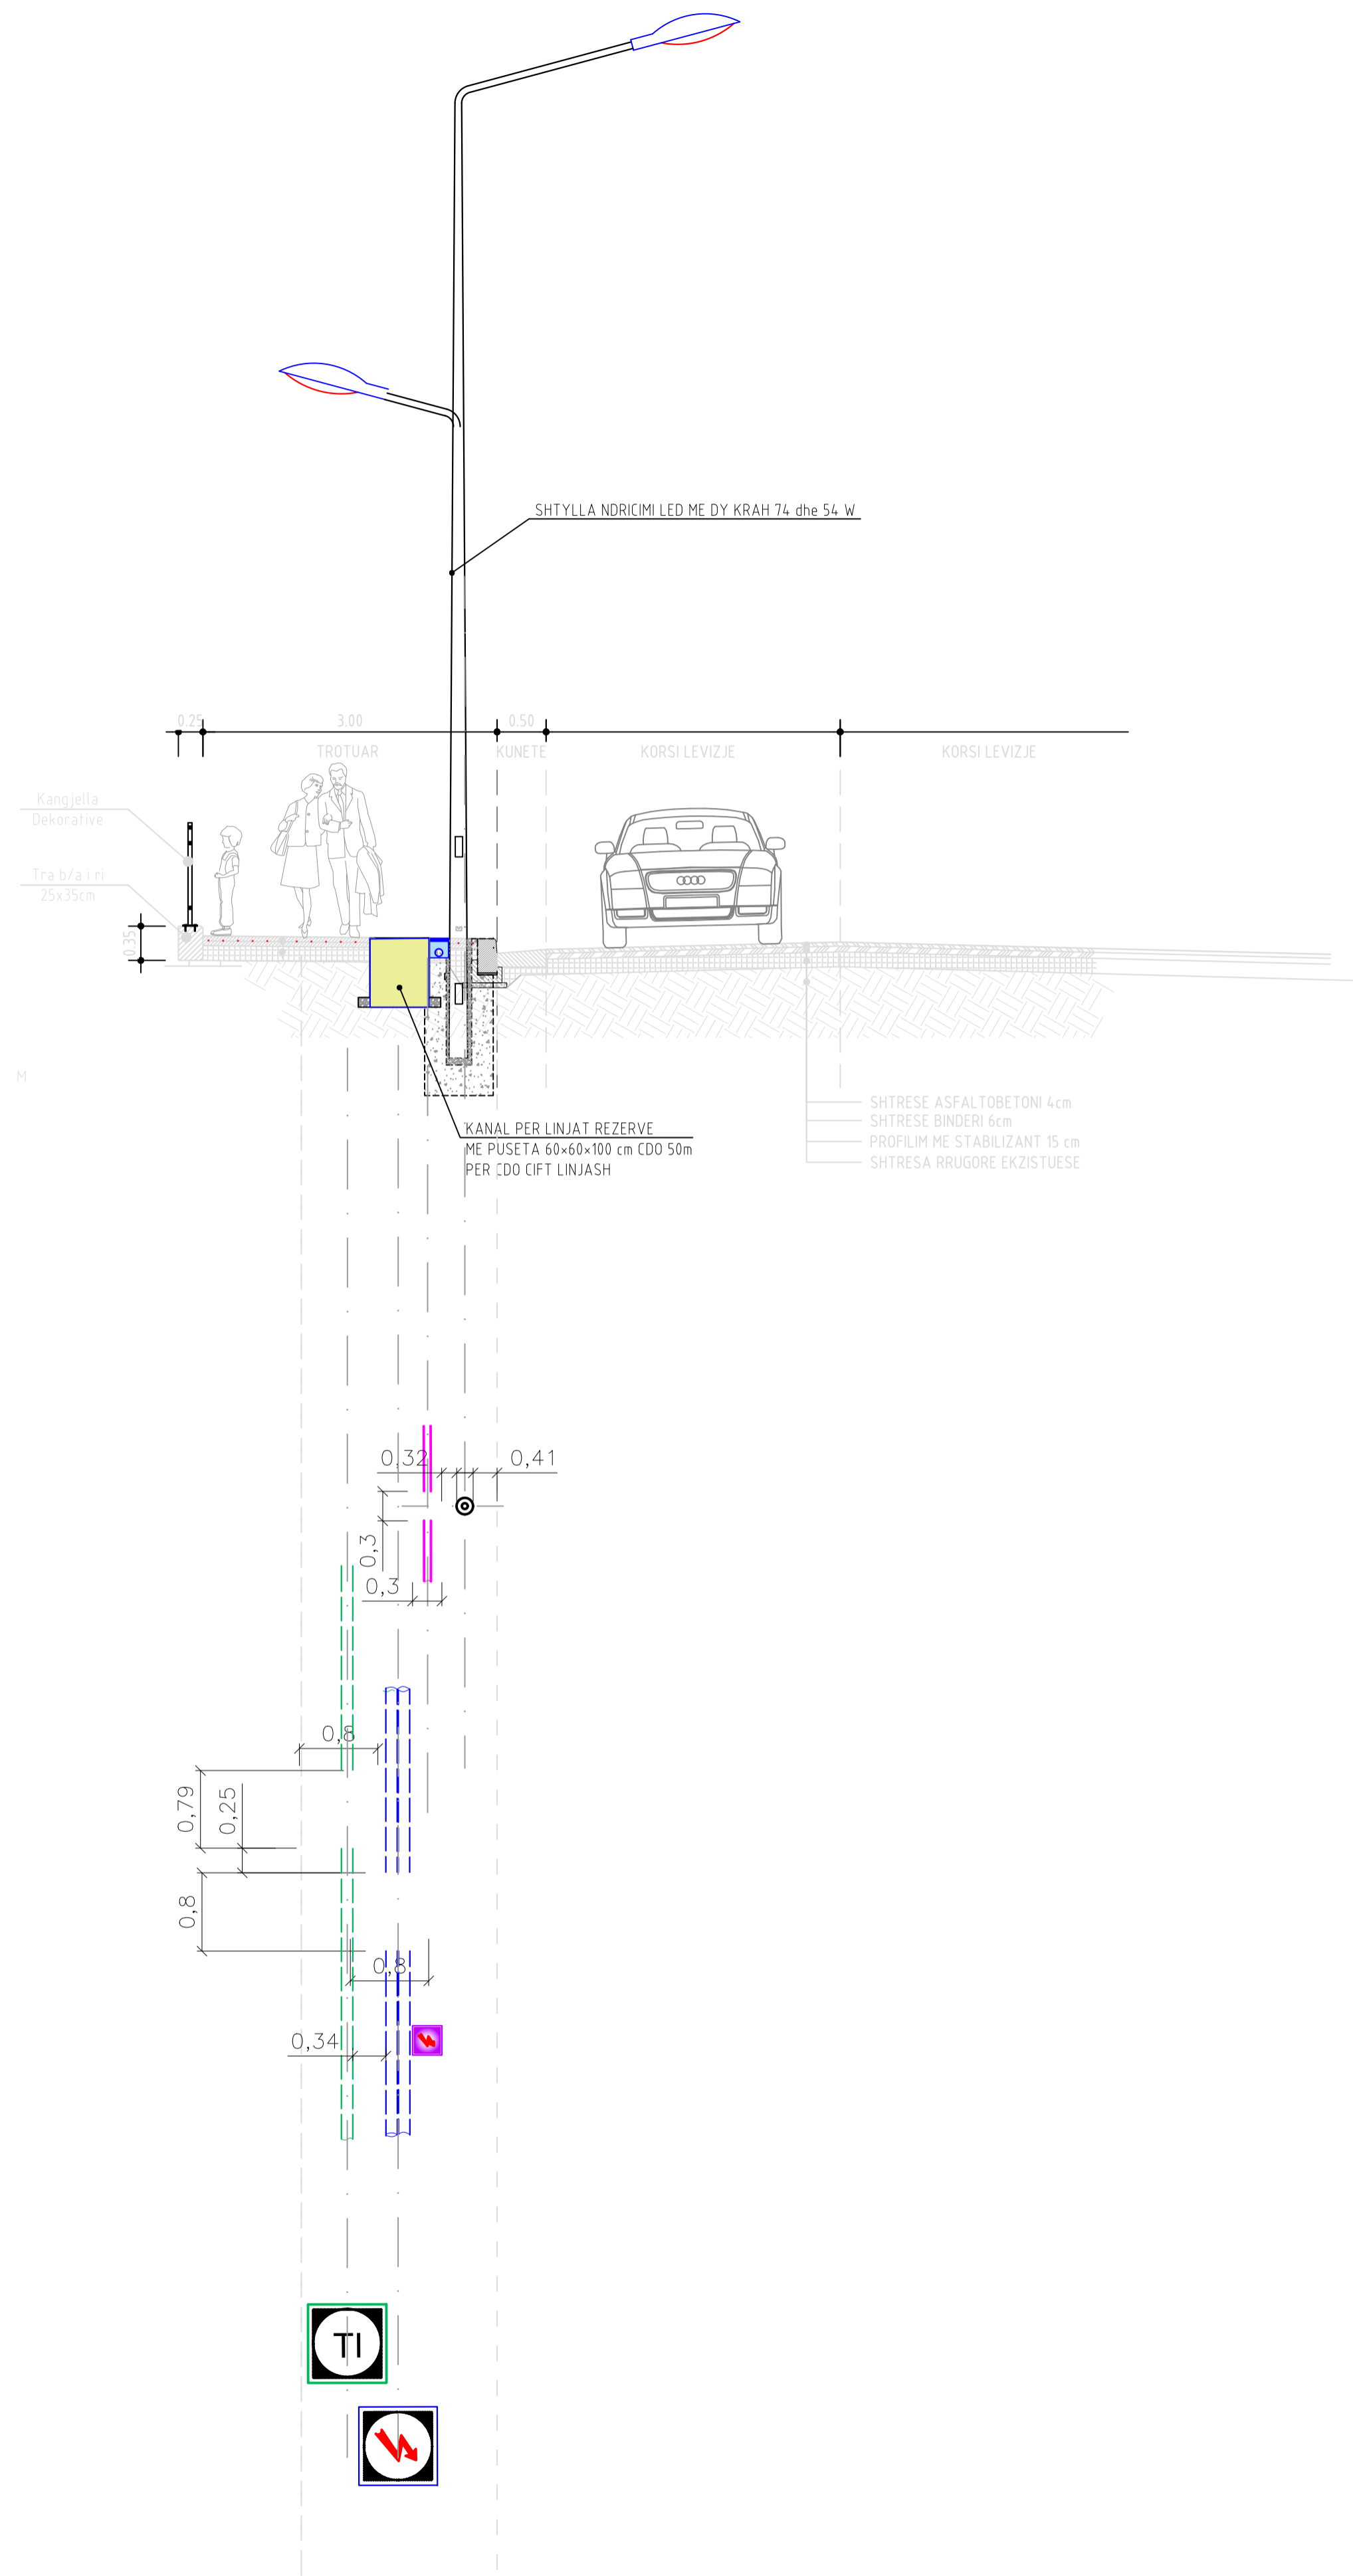 SHTYLLA NDRICIMI LED ME DY KRAH 74 dhe 54 W
0.25
3.00
0.50
TROTUAR
KUNETE
KORSI LEVIZJE
KORSI LEVIZJE
Kangjella
Dekorative
Tra b/a i ri
25x35cm
0.35
M
SHTRESE ASFALTOBETONI 4cm
SHTRESE BINDERI 6cm
PROFILIM ME STABILIZANT 15 cm
SHTRESA RRUGORE EKZISTUESE
KANAL PER LINJAT REZERVE
ME PUSETA 60x60x100 cm CDO 50m
PER CDO CIFT LINJASH
0,32
0,41
0,3
0,3
0,8
0,79
0,25
0,8
0,8
0,34
TI